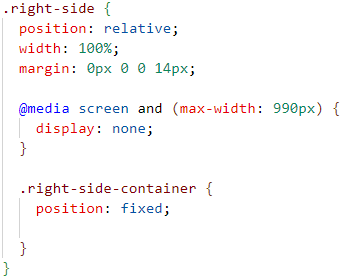 .right-side {
position: relative;
width: 100%;
margin: 0px 0 0 14px;
@media screen and (max-width: 990px) {
display: none;
}
.right-side-container {
position: fixed;
}
}